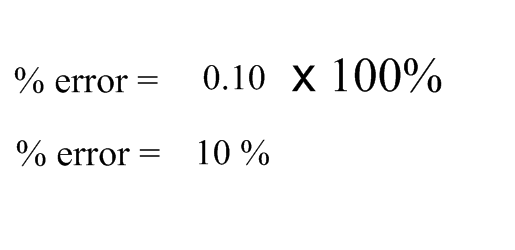 % error = 0.10 x 100%
% error = 10 %